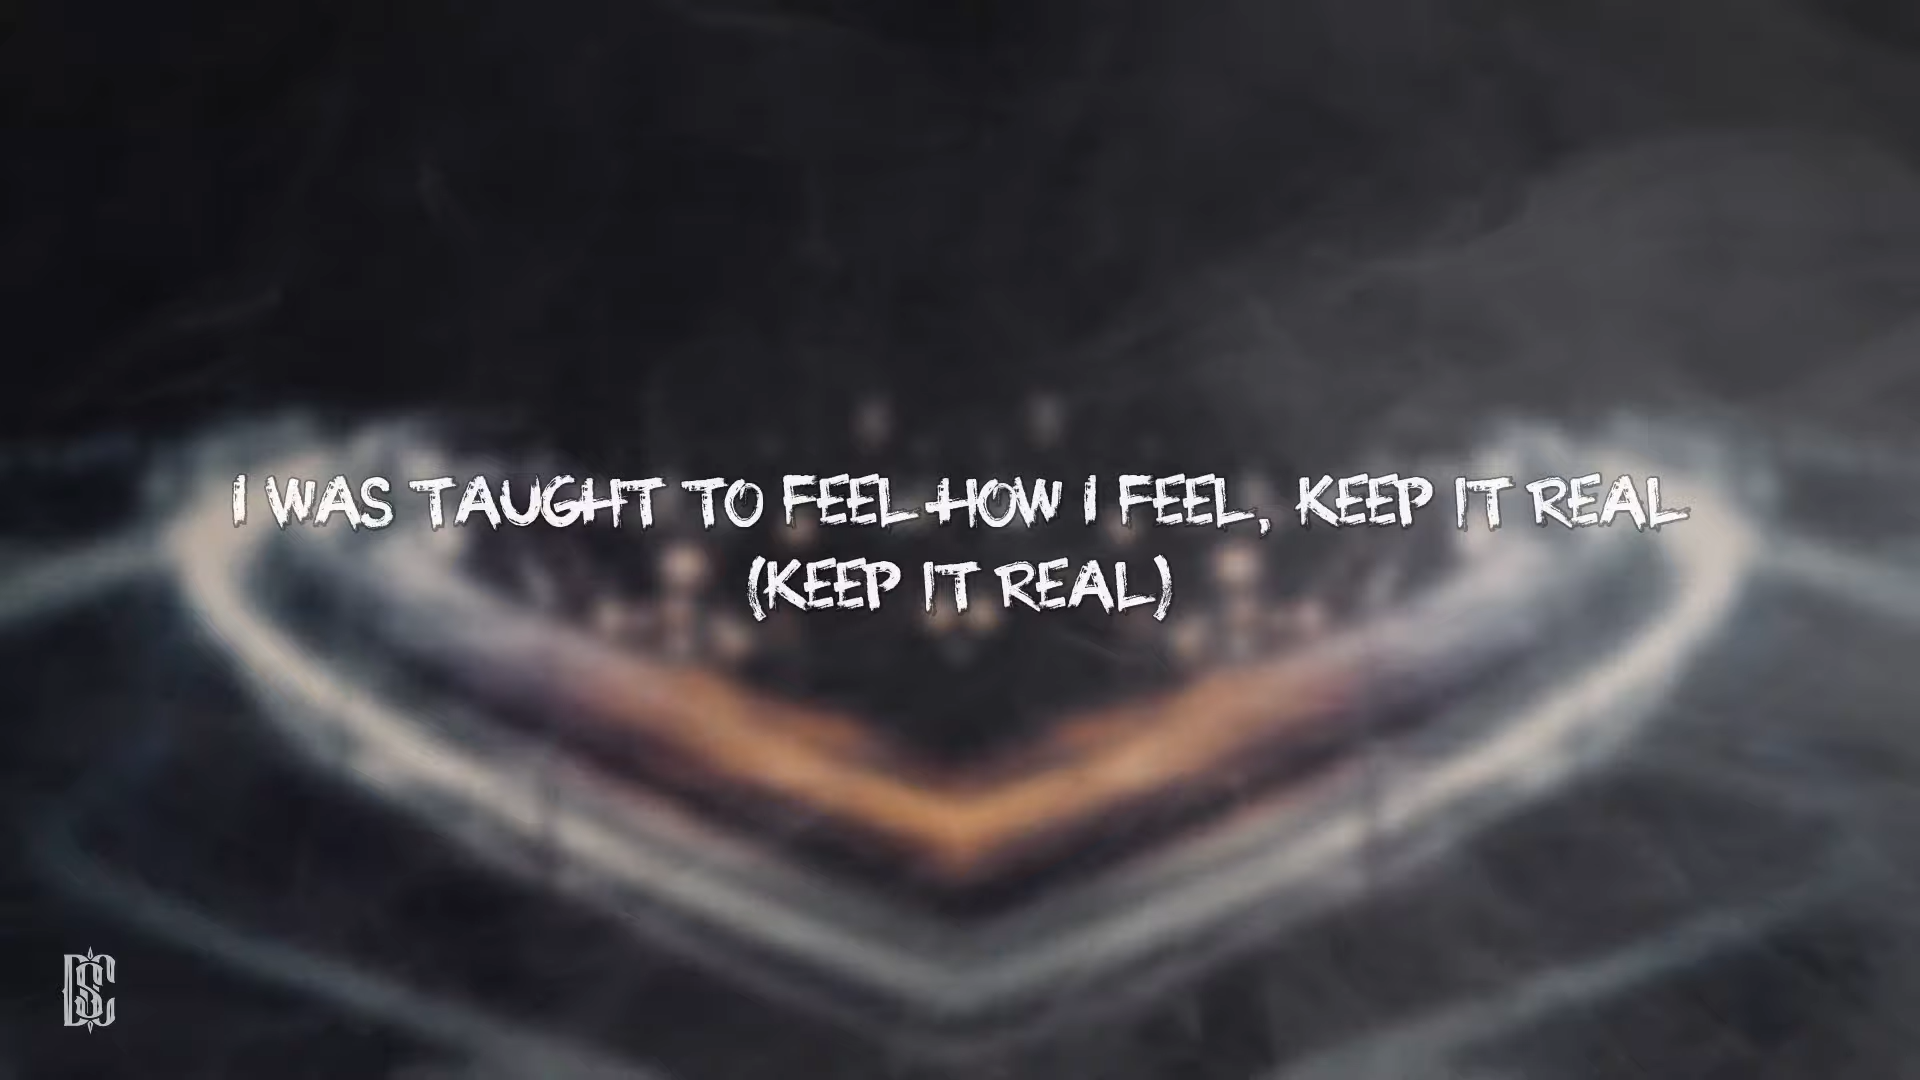 I WAS TAUGHT TO FEEL HOW I FEEL, KEEP IT REAL
(KEEP IT REAL)